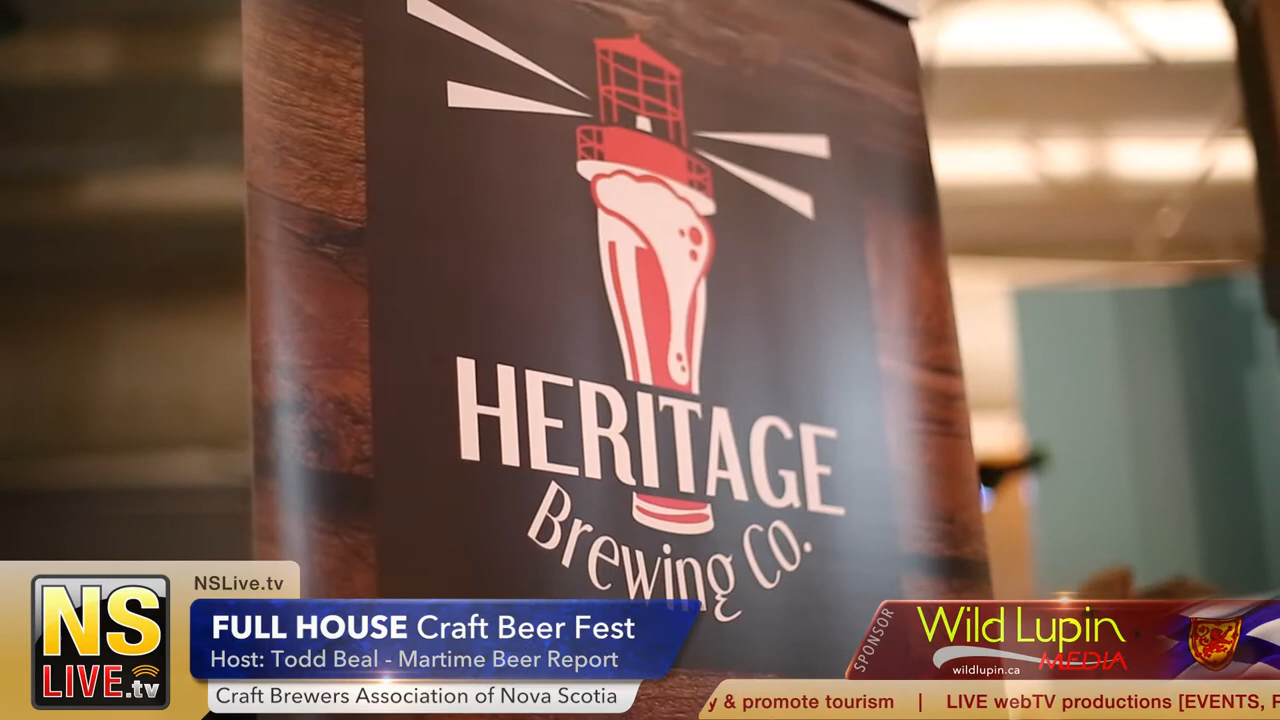 HERITAGE
Brewing Co.
NSLive.tv
NS
LIVE.tv
FULL HOUSE Craft Beer Fest
Host: Todd Beal - Martime Beer Report
Craft Brewers Association of Nova Scotia
SPONSOR
Wild Lupin
MEDIA
wildlupin.ca
y & promote tourism | LIVE webTV productions [EVENTS,